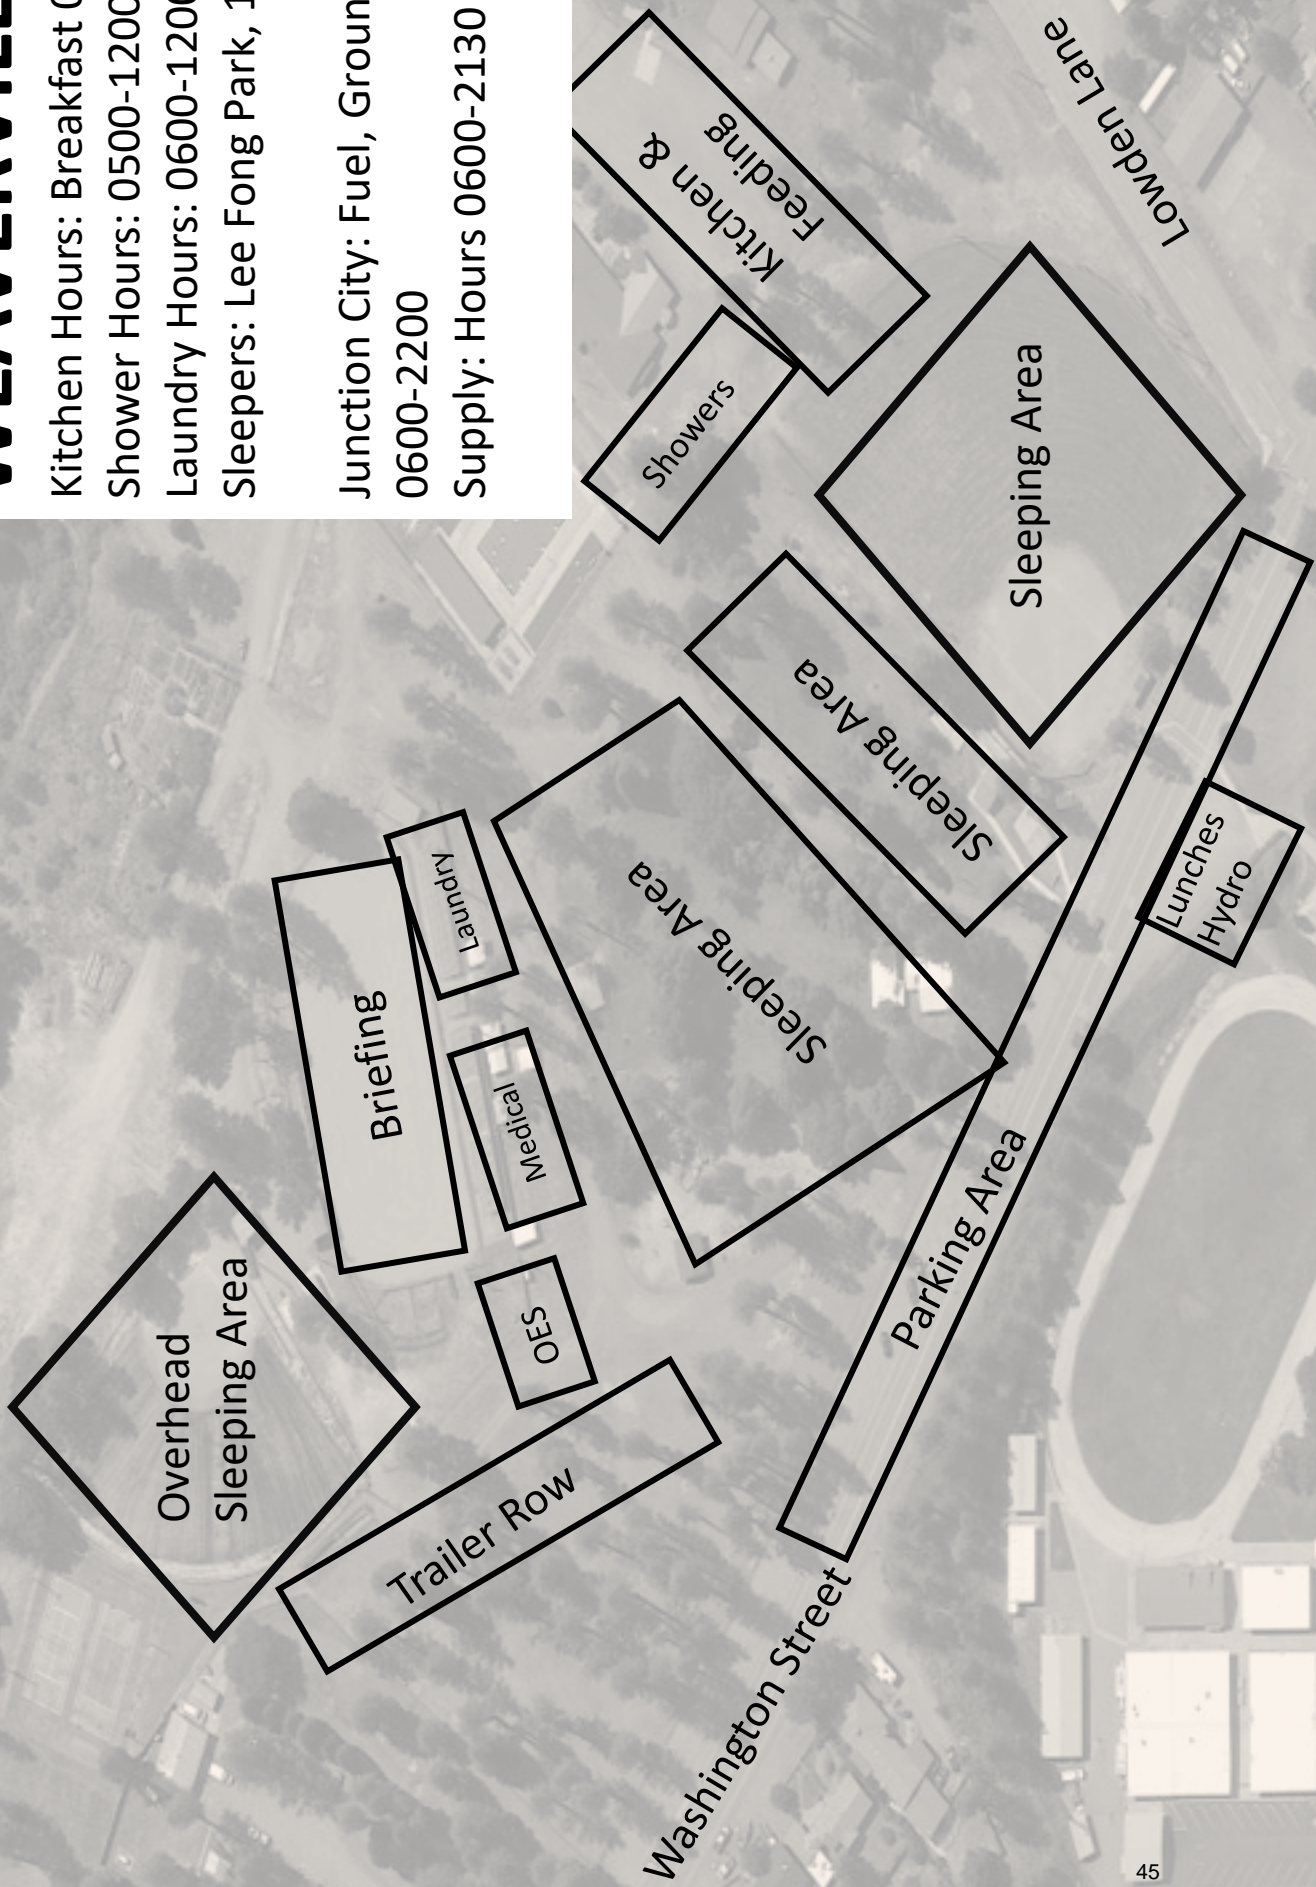 Kitchen Hours: Breakfast
Shower Hours: 0500-1200
Laundry Hours: 0600-1200
Sleepers: Lee Fong Park,
Junction City: Fuel, Groun
0600-2200
Supply: Hours 0600-2130
Lowden Lane
Kitchen &
Feeding
Showers
Sleeping Area
Sleeping Area
Sleeping Area
Laundry
Briefing
Medical
OES
Lunches
Hydro
Parking Area
Overhead
Sleeping Area
Trailer Row
Washington Street
45